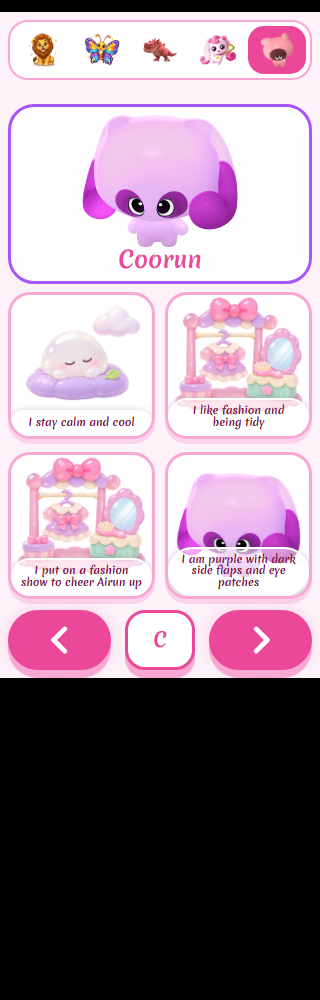 Coorun
I stay calm and cool
I like fashion and
being tidy
I put on a fashion
show to cheer Airun up
I am purple with dark
side flaps and eye
patches
C